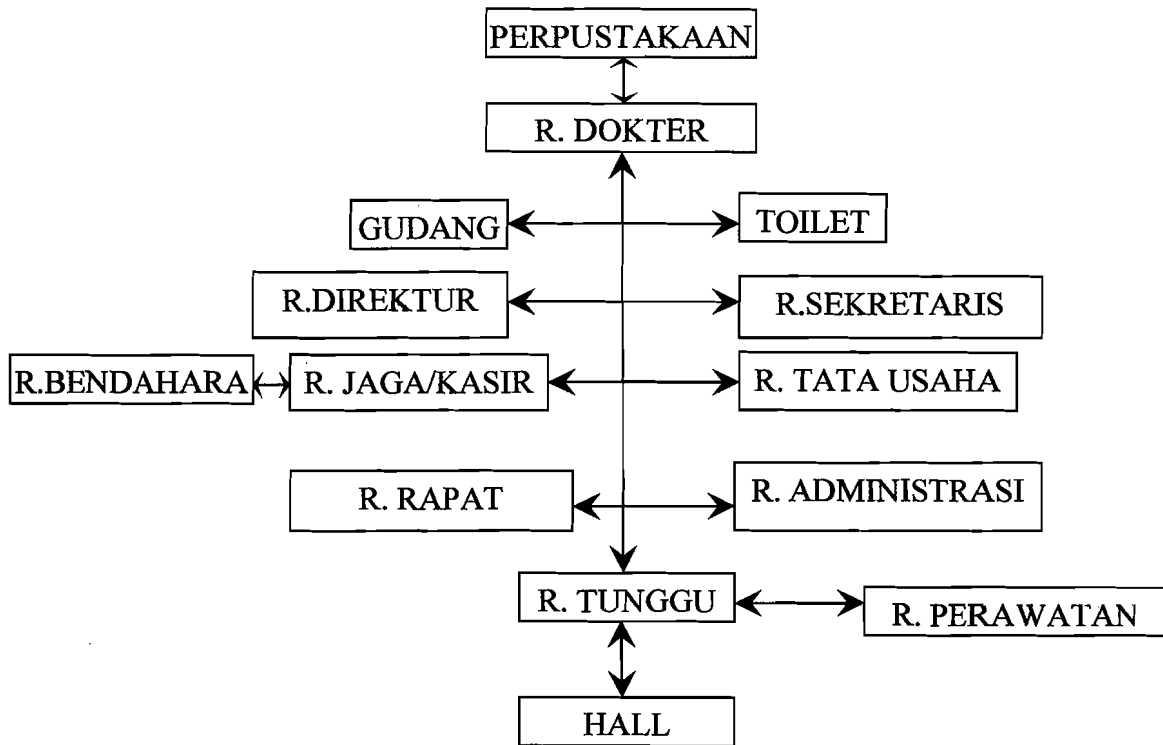 PERPUSTAKAAN
R. DOKTER
GUDANG
TOILET
R.DIREKTUR
R.SEKRETARIS
R.BENDAHARA
R. JAGA/KASIR
R. TATA USAHA
R. RAPAT
R. ADMINISTRASI
R. TUNGGU
R. PERAWATAN
HALL